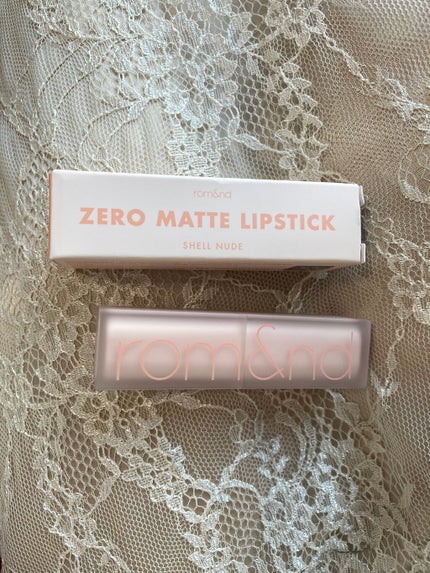 rom&nd
ZERO MATTE LIPSTICK
SHELL NUDE
rom&nd